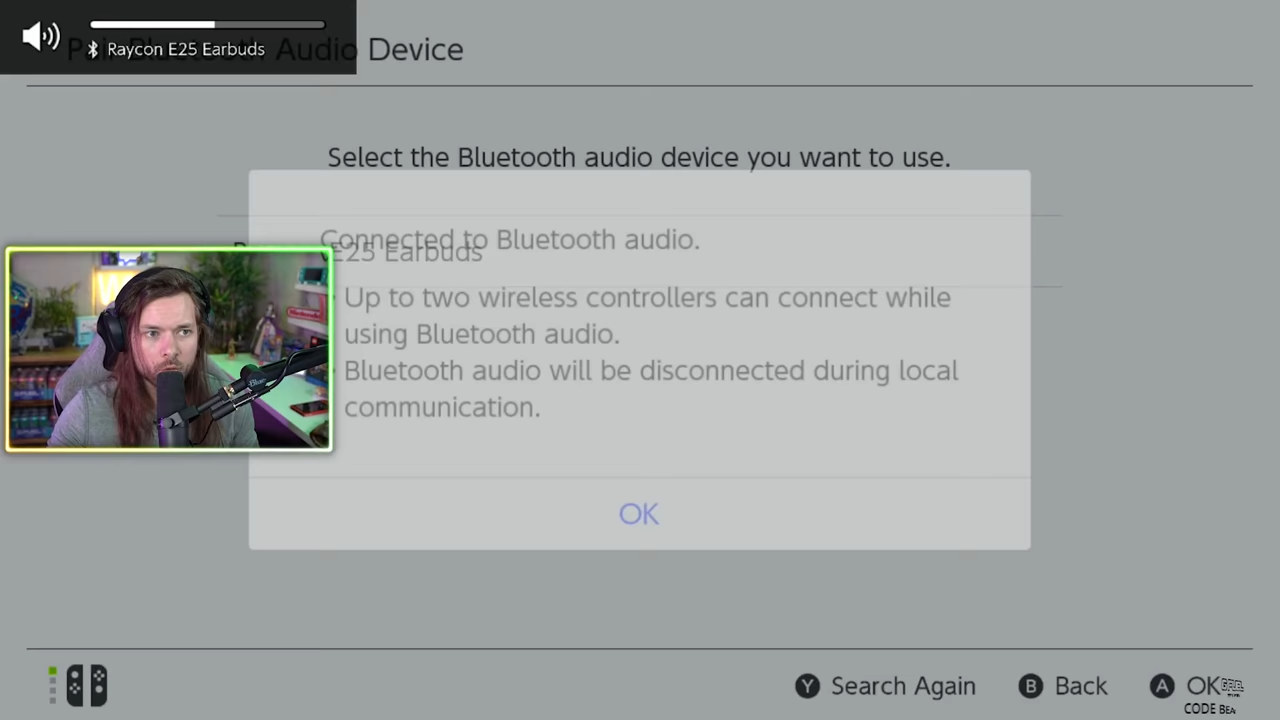 Raycon E25 Earbuds
Audio Device
Select the Bluetooth audio device you want to use.
Connected to Bluetooth audio.
E25 Earbuds
Up to two wireless controllers can connect while
using Bluetooth audio.
Bluetooth audio will be disconnected during local
communication.
OK
Y Search Again
B Back
A OK
CODE
Blue